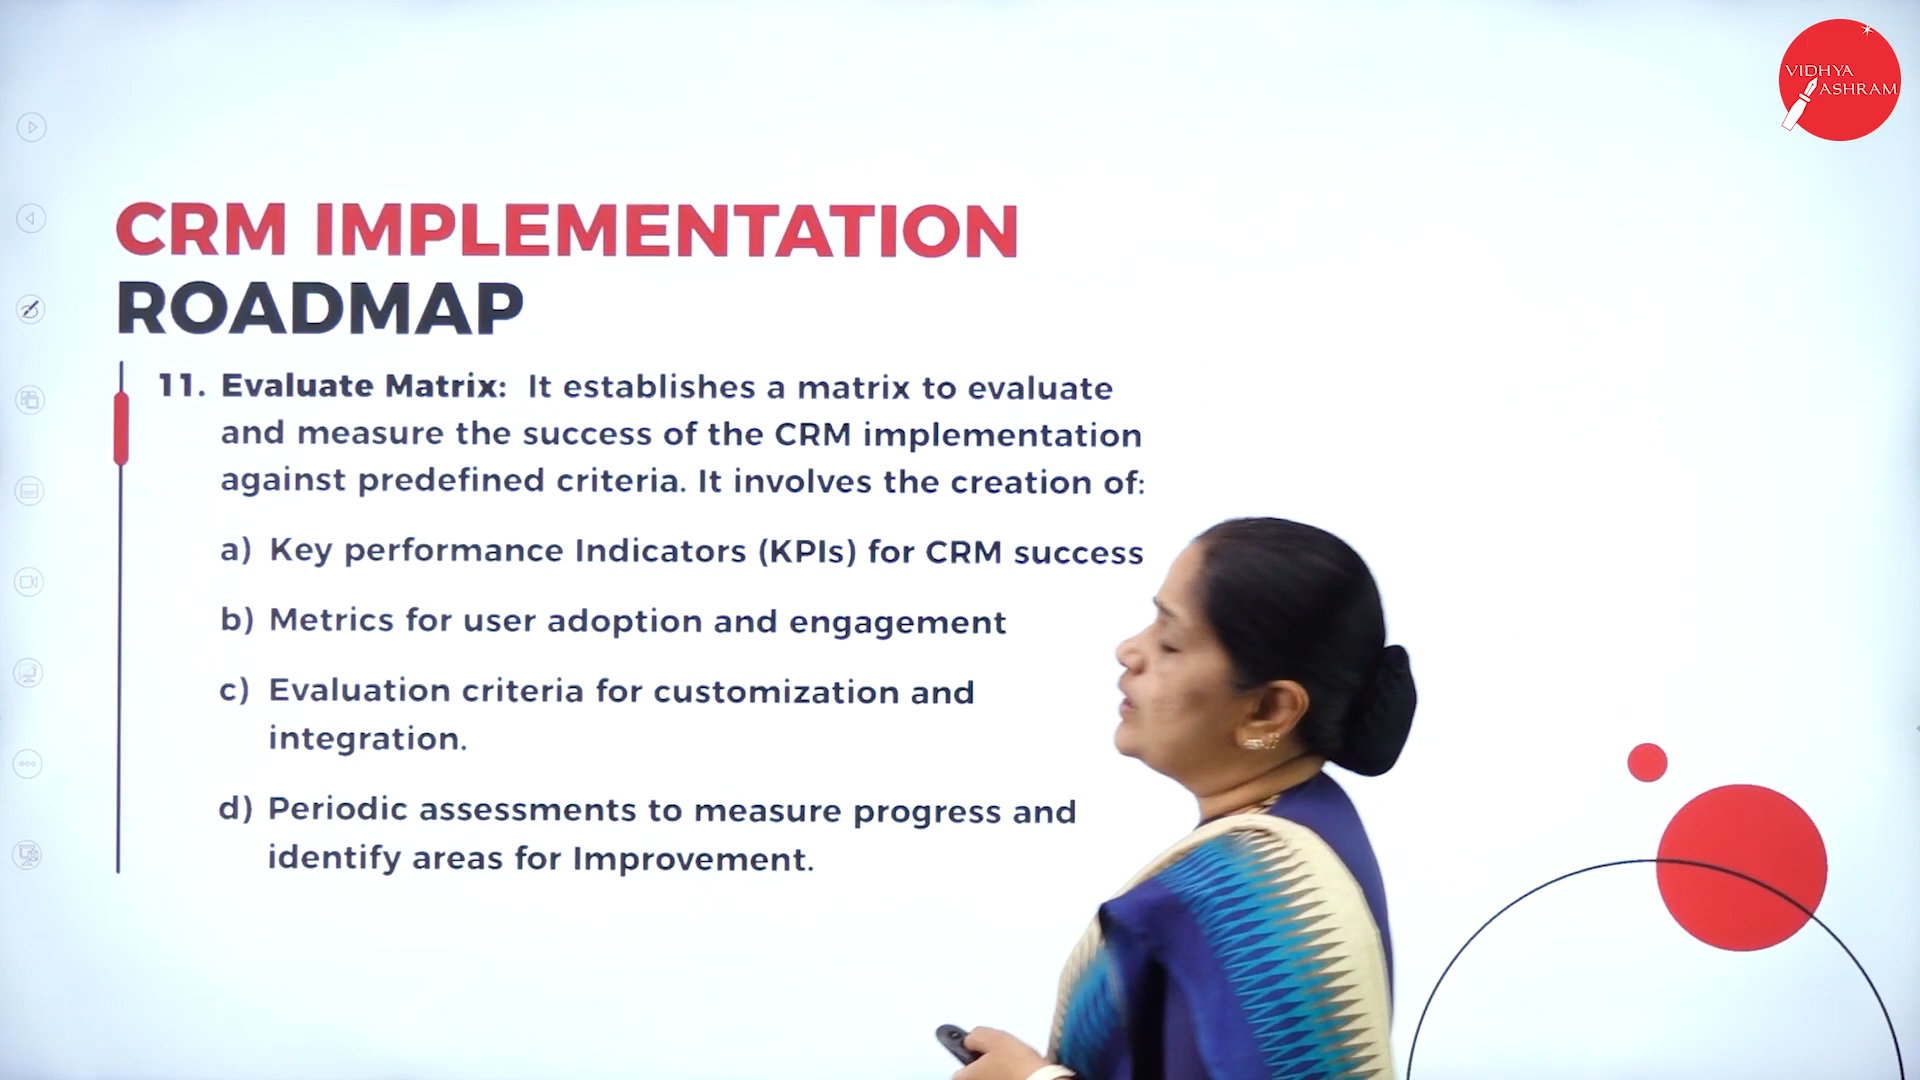 VIDHYA
ASHRAM
CRM IMPLEMENTATION
ROADMAP
11. Evaluate Matrix: It establishes a matrix to evaluate
and measure the success of the CRM implementation
against predefined criteria. It involves the creation of:
a) Key performance Indicators (KPIs) for CRM success
b) Metrics for user adoption and engagement
c) Evaluation criteria for customization and
integration.
d) Periodic assessments to measure progress and
identify areas for Improvement.